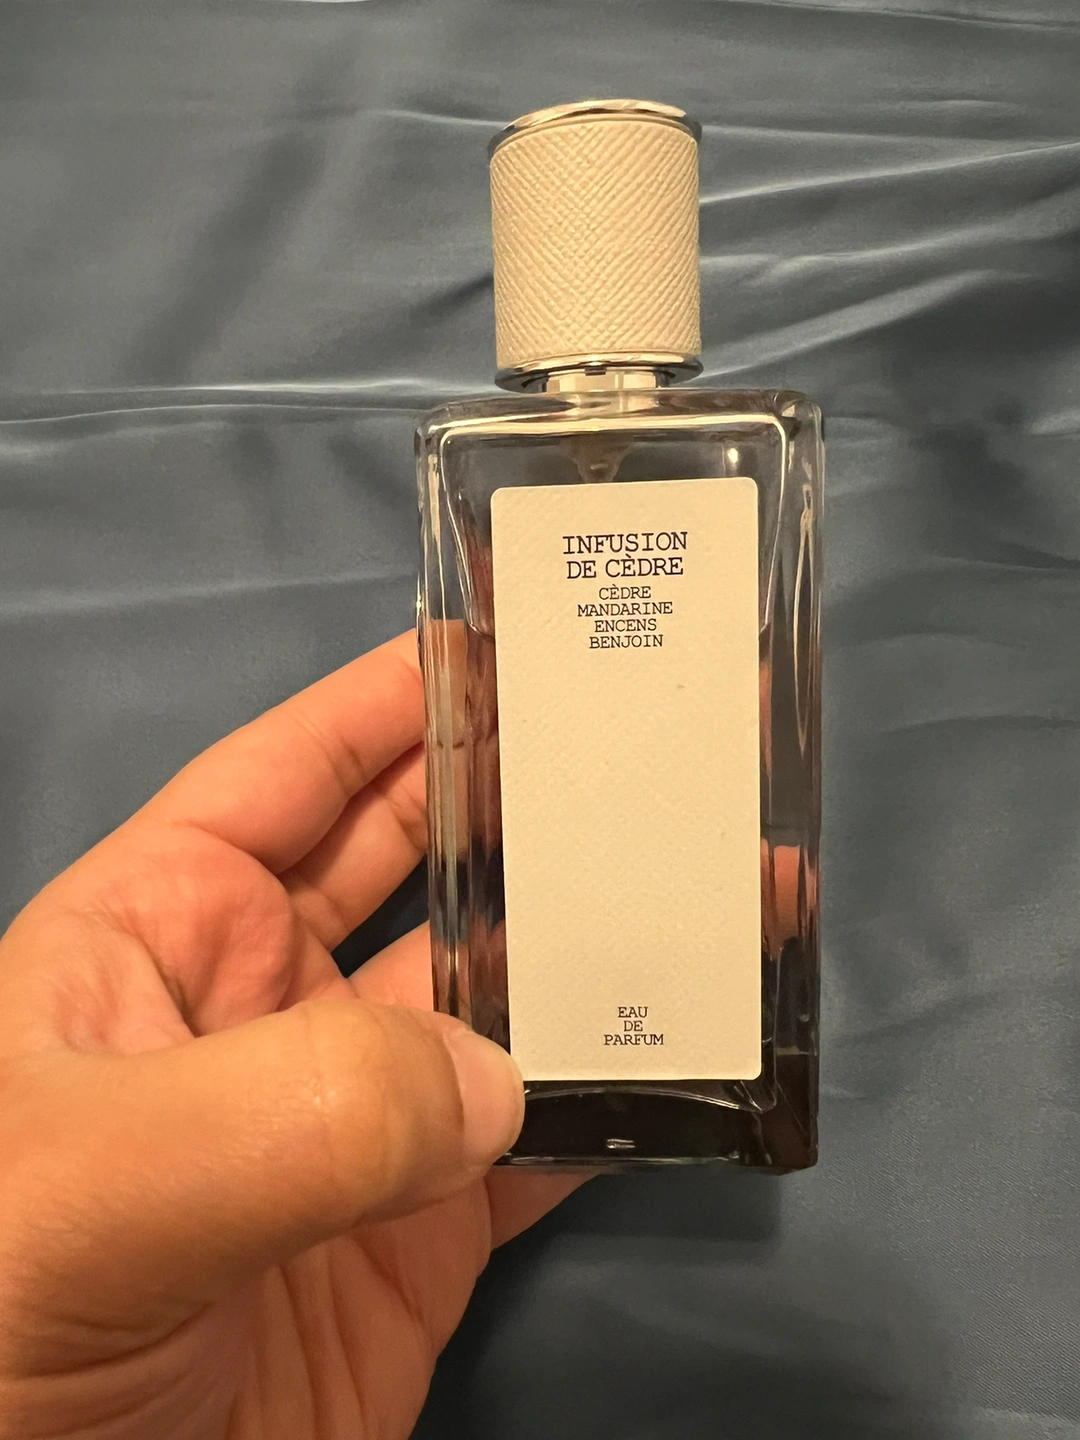 INFUSION
DE CÈDRE
CÈDRE
MANDARINE
ENCENS
BENJOIN
EAU
DE
PARFUM